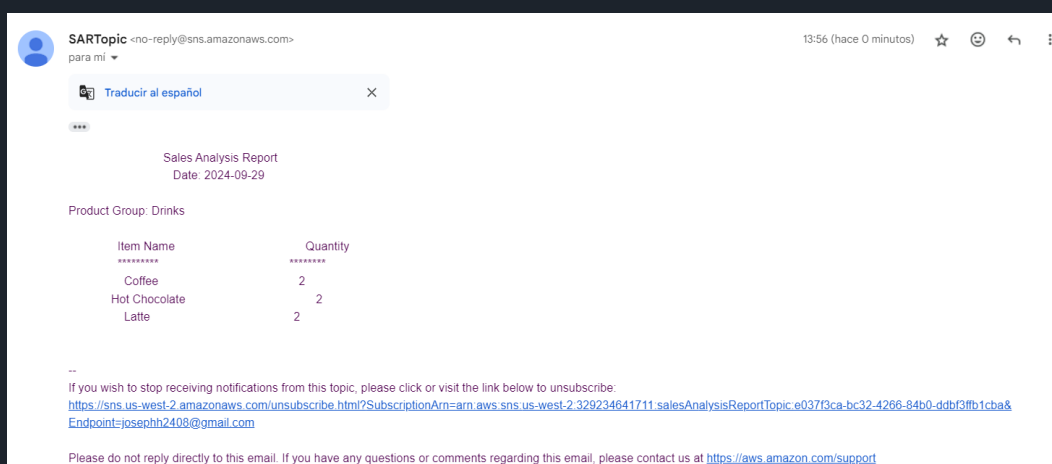 SARTopic <no-reply@sns.amazonaws.com>
13:56 (hace 0 minutos)
para mí
Traducir al español
Sales Analysis Report
Date: 2024-09-29
Product Group: Drinks
Item Name Quantity
********* ********
Coffee 2
Hot Chocolate 2
Latte 2
--
If you wish to stop receiving notifications from this topic, please click or visit the link below to unsubscribe:
https://sns.us-west-2.amazonaws.com/unsubscribe.html?SubscriptionArn=arn:aws:sns:us-west-2:329234641711:salesAnalysisReportTopic:e037f3ca-bc32-4266-84b0-ddbf3ffb1cba&
Endpoint=josephh2408@gmail.com
Please do not reply directly to this email. If you have any questions or comments regarding this email, please contact us at https://aws.amazon.com/support